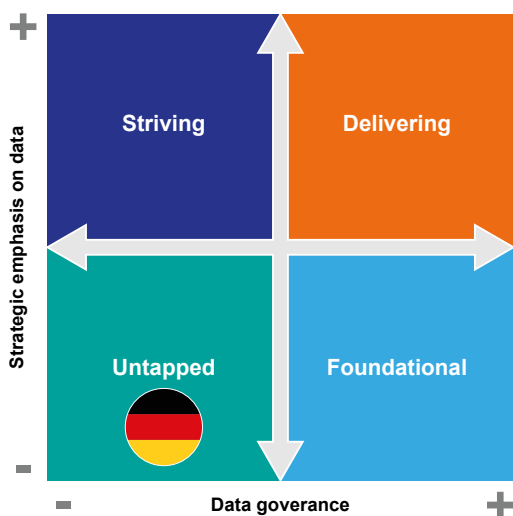 +
Strategic emphasis on data
Striving
Delivering
Untapped
Foundational
-
-
Data goverance
+